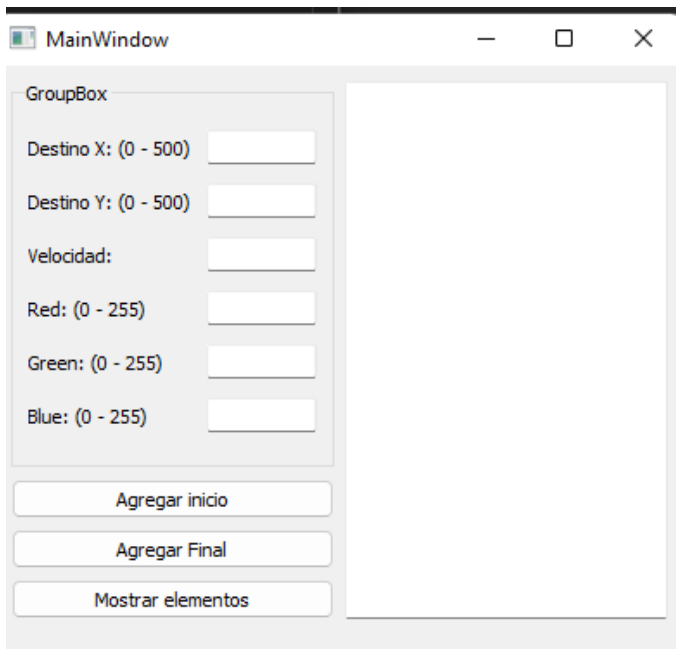 MainWindow
GroupBox
Destino X: (0 - 500)
Destino Y: (0 - 500)
Velocidad:
Red: (0 - 255)
Green: (0 - 255)
Blue: (0 - 255)
Agregar inicio
Agregar Final
Mostrar elementos